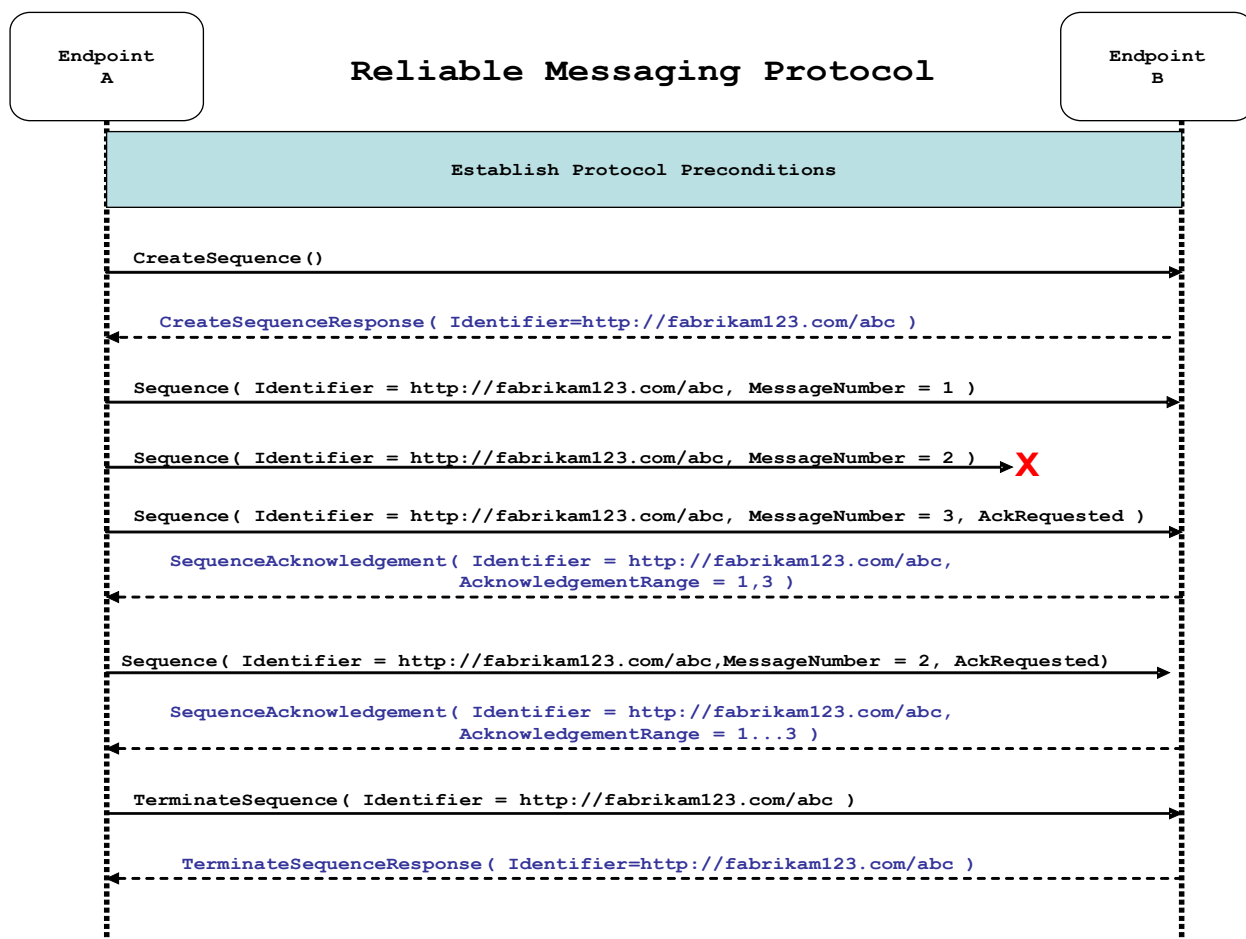 Endpoint
A
Reliable Messaging Protocol
Endpoint
B
Establish Protocol Preconditions
CreateSequence()
CreateSequenceResponse( Identifier=http://fabrikam123.com/abc )
Sequence( Identifier = http://fabrikam123.com/abc, MessageNumber = 1 )
Sequence( Identifier = http://fabrikam123.com/abc, MessageNumber = 2 )
X
Sequence( Identifier = http://fabrikam123.com/abc, MessageNumber = 3, AckRequested )
SequenceAcknowledgement( Identifier = http://fabrikam123.com/abc,
AcknowledgementRange = 1,3 )
Sequence( Identifier = http://fabrikam123.com/abc,MessageNumber = 2, AckRequested)
SequenceAcknowledgement( Identifier = http://fabrikam123.com/abc,
AcknowledgementRange = 1...3 )
TerminateSequence( Identifier = http://fabrikam123.com/abc )
TerminateSequenceResponse( Identifier=http://fabrikam123.com/abc )